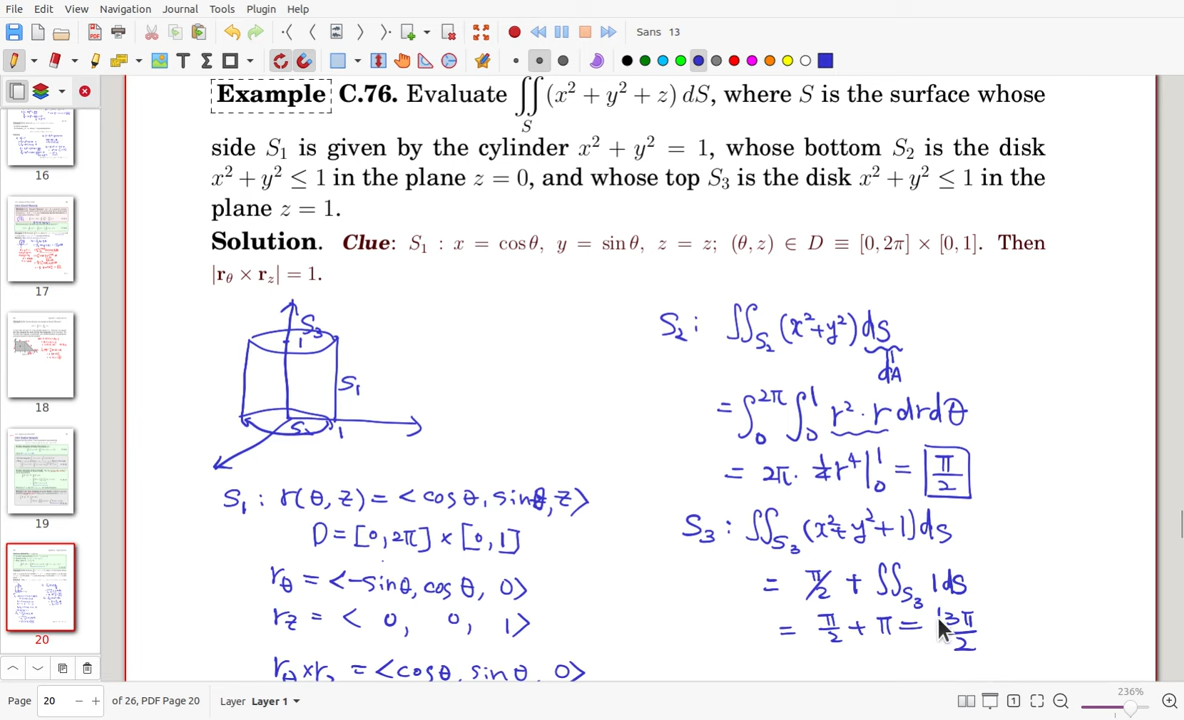 File Edit View Navigation Journal Tools Plugin Help
Sans 13
16
17
18
19
20
Example C.76. Evaluate ∬_S (x² + y² + z) dS, where S is the surface whose
side S₁ is given by the cylinder x² + y² = 1, whose bottom S₂ is the disk
x² + y² ≤ 1 in the plane z = 0, and whose top S₃ is the disk x² + y² ≤ 1 in the
plane z = 1.
Solution. Clue: S₁ : x = cos θ, y = sin θ, z = z; (θ, z) ∈ D ≡ [0, 2π] × [0, 1]. Then
|r_θ × r_z| = 1.
S₃
1
S₁
S₂
1
S₁ : r(θ, z) = <cos θ, sin θ, z>
D = [0, 2π] × [0, 1]
r_θ = <-sin θ, cos θ, 0>
r_z = < 0, 0, 1>
r_θ × r_z = <cos θ, sin θ, 0>
S₂ : ∬_S₂ (x² + y²) ds
dA
= ∫₀^2π ∫₀^1 r² · r dr dθ
= 2π · ¼ r⁴ |₀^1 = π/2
S₃ : ∬_S₃ (x² + y² + 1) ds
= π/2 + ∬_S₃ 1 ds
= π/2 + π = 3π/2
Page 20 of 26, PDF Page 20 Layer Layer 1 236%